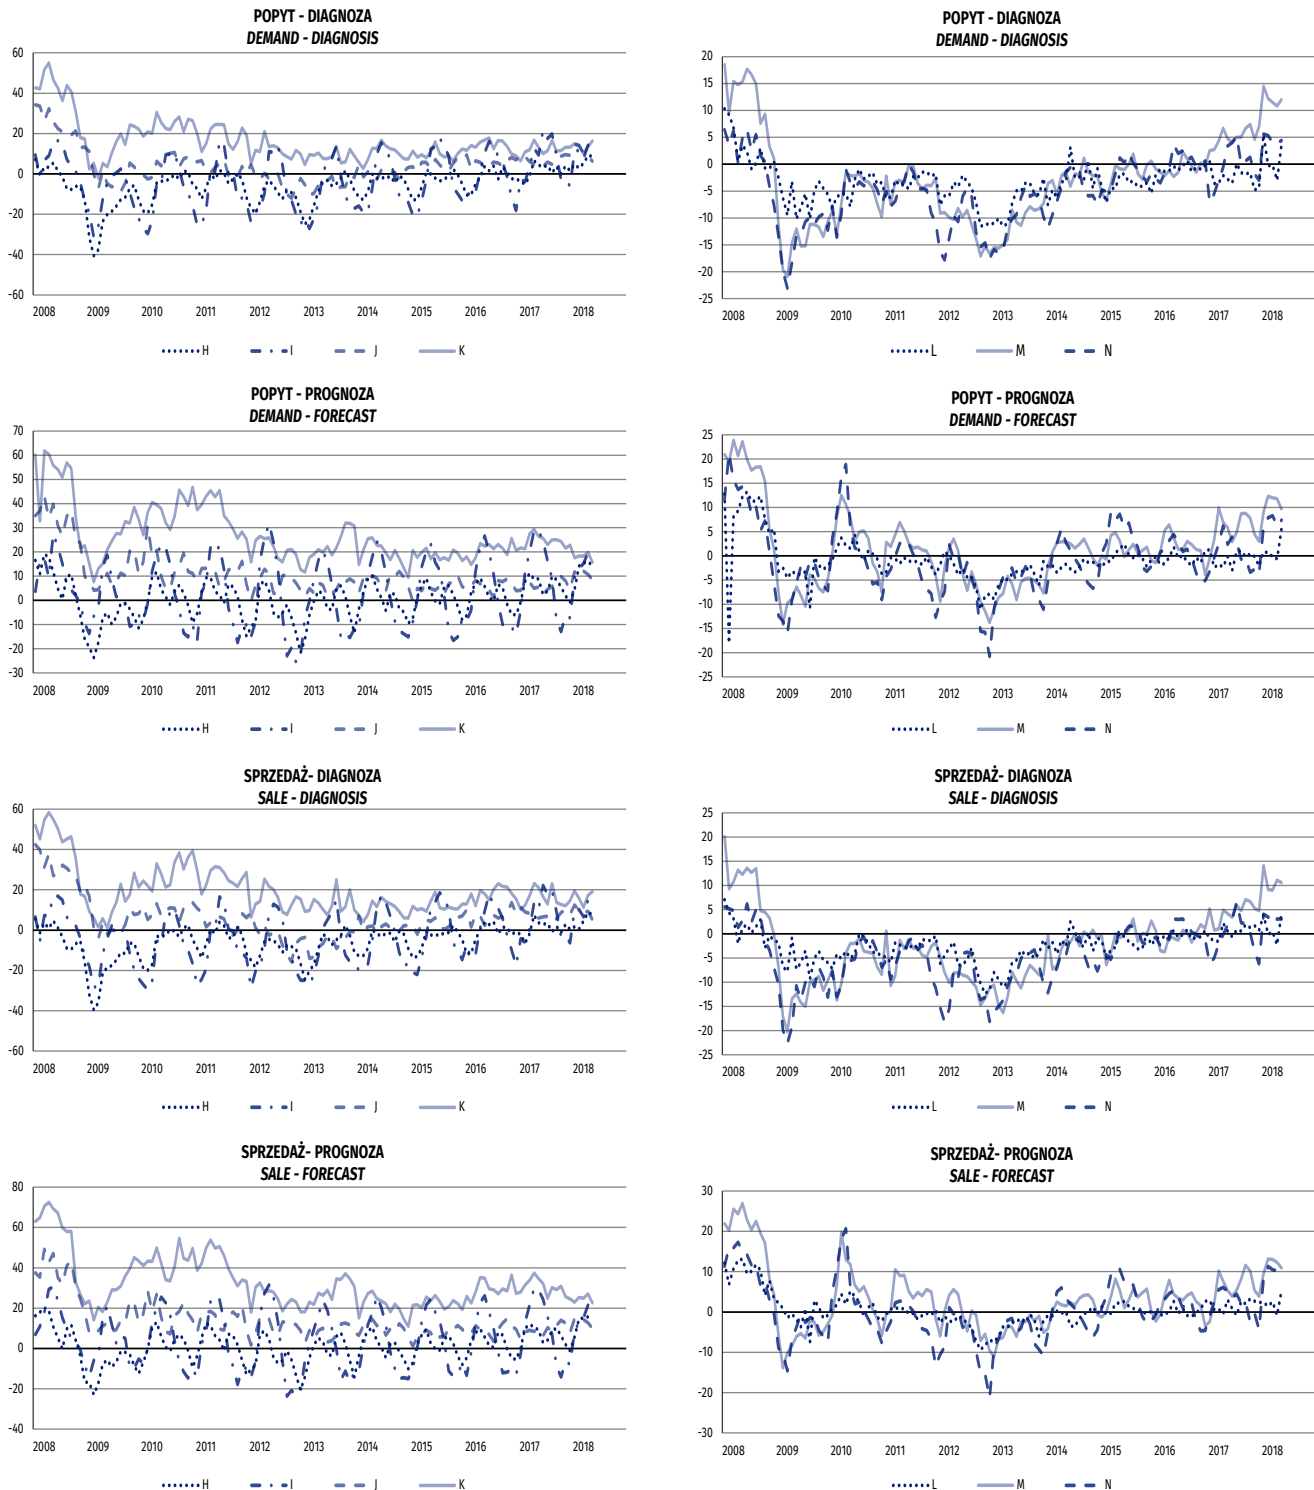 POPYT - DIAGNOZA
DEMAND - DIAGNOSIS
60
40
20
0
-20
-40
-60
2008 2009 2010 2011 2012 2013 2014 2015 2016 2017 2018
H I J K
POPYT - DIAGNOZA
DEMAND - DIAGNOSIS
20
15
10
5
0
-5
-10
-15
-20
-25
2008 2009 2010 2011 2012 2013 2014 2015 2016 2017 2018
L M N
POPYT - PROGNOZA
DEMAND - FORECAST
70
60
50
40
30
20
10
0
-10
-20
-30
2008 2009 2010 2011 2012 2013 2014 2015 2016 2017 2018
H I J K
POPYT - PROGNOZA
DEMAND - FORECAST
25
20
15
10
5
0
-5
-10
-15
-20
-25
2008 2009 2010 2011 2012 2013 2014 2015 2016 2017 2018
L M N
SPRZEDAŻ- DIAGNOZA
SALE - DIAGNOSIS
60
40
20
0
-20
-40
-60
2008 2009 2010 2011 2012 2013 2014 2015 2016 2017 2018
H I J K
SPRZEDAŻ- DIAGNOZA
SALE - DIAGNOSIS
25
20
15
10
5
0
-5
-10
-15
-20
-25
2008 2009 2010 2011 2012 2013 2014 2015 2016 2017 2018
L M N
SPRZEDAŻ- PROGNOZA
SALE - FORECAST
80
60
40
20
0
-20
-40
2008 2009 2010 2011 2012 2013 2014 2015 2016 2017 2018
H I J K
SPRZEDAŻ- PROGNOZA
SALE - FORECAST
30
20
10
0
-10
-20
-30
2008 2009 2010 2011 2012 2013 2014 2015 2016 2017 2018
L M N